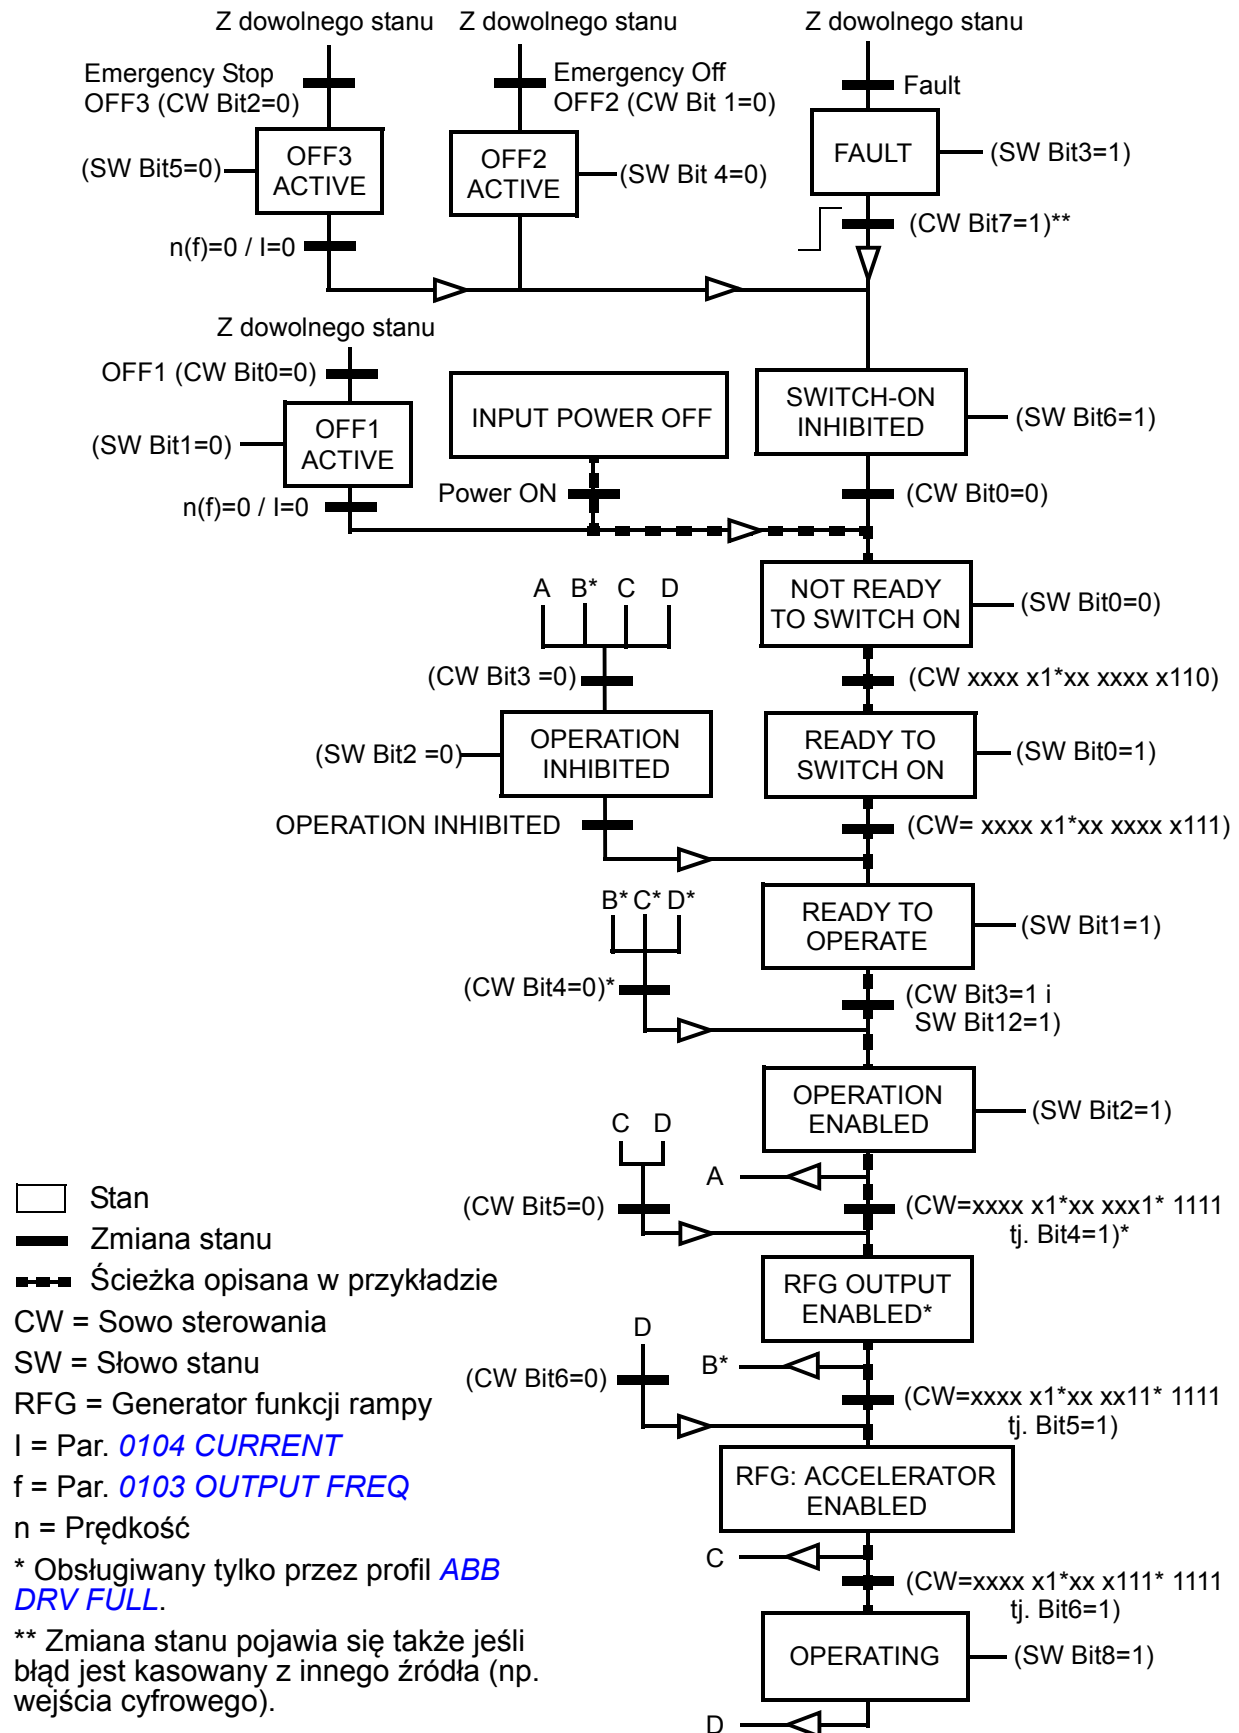 Z dowolnego stanu
Z dowolnego stanu
Z dowolnego stanu
Emergency Stop
OFF3 (CW Bit2=0)
Emergency Off
OFF2 (CW Bit 1=0)
Fault
(SW Bit5=0)
OFF3
ACTIVE
OFF2
ACTIVE
(SW Bit 4=0)
FAULT
(SW Bit3=1)
n(f)=0 / I=0
(CW Bit7=1)**
Z dowolnego stanu
OFF1 (CW Bit0=0)
(SW Bit1=0)
OFF1
ACTIVE
INPUT POWER OFF
SWITCH-ON
INHIBITED
(SW Bit6=1)
n(f)=0 / I=0
Power ON
(CW Bit0=0)
A B* C D
NOT READY
TO SWITCH ON
(SW Bit0=0)
(CW Bit3 =0)
(CW xxxx x1*xx xxxx x110)
(SW Bit2 =0)
OPERATION
INHIBITED
READY TO
SWITCH ON
(SW Bit0=1)
OPERATION INHIBITED
(CW= xxxx x1*xx xxxx x111)
B* C* D*
READY TO
OPERATE
(SW Bit1=1)
(CW Bit4=0)*
(CW Bit3=1 i
SW Bit12=1)
OPERATION
ENABLED
(SW Bit2=1)
C D
A
(CW Bit5=0)
(CW=xxxx x1*xx xxx1* 1111
tj. Bit4=1)*
RFG OUTPUT
ENABLED*
D
B*
(CW Bit6=0)
(CW=xxxx x1*xx xx11* 1111
tj. Bit5=1)
RFG: ACCELERATOR
ENABLED
C
(CW=xxxx x1*xx x111* 1111
tj. Bit6=1)
OPERATING
(SW Bit8=1)
D
Stan
Zmiana stanu
Ścieżka opisana w przykładzie
CW = Sowo sterowania
SW = Słowo stanu
RFG = Generator funkcji rampy
I = Par. 0104 CURRENT
f = Par. 0103 OUTPUT FREQ
n = Prędkość
* Obsługiwany tylko przez profil ABB
DRV FULL.
** Zmiana stanu pojawia się także jeśli
błąd jest kasowany z innego źródła (np.
wejścia cyfrowego).